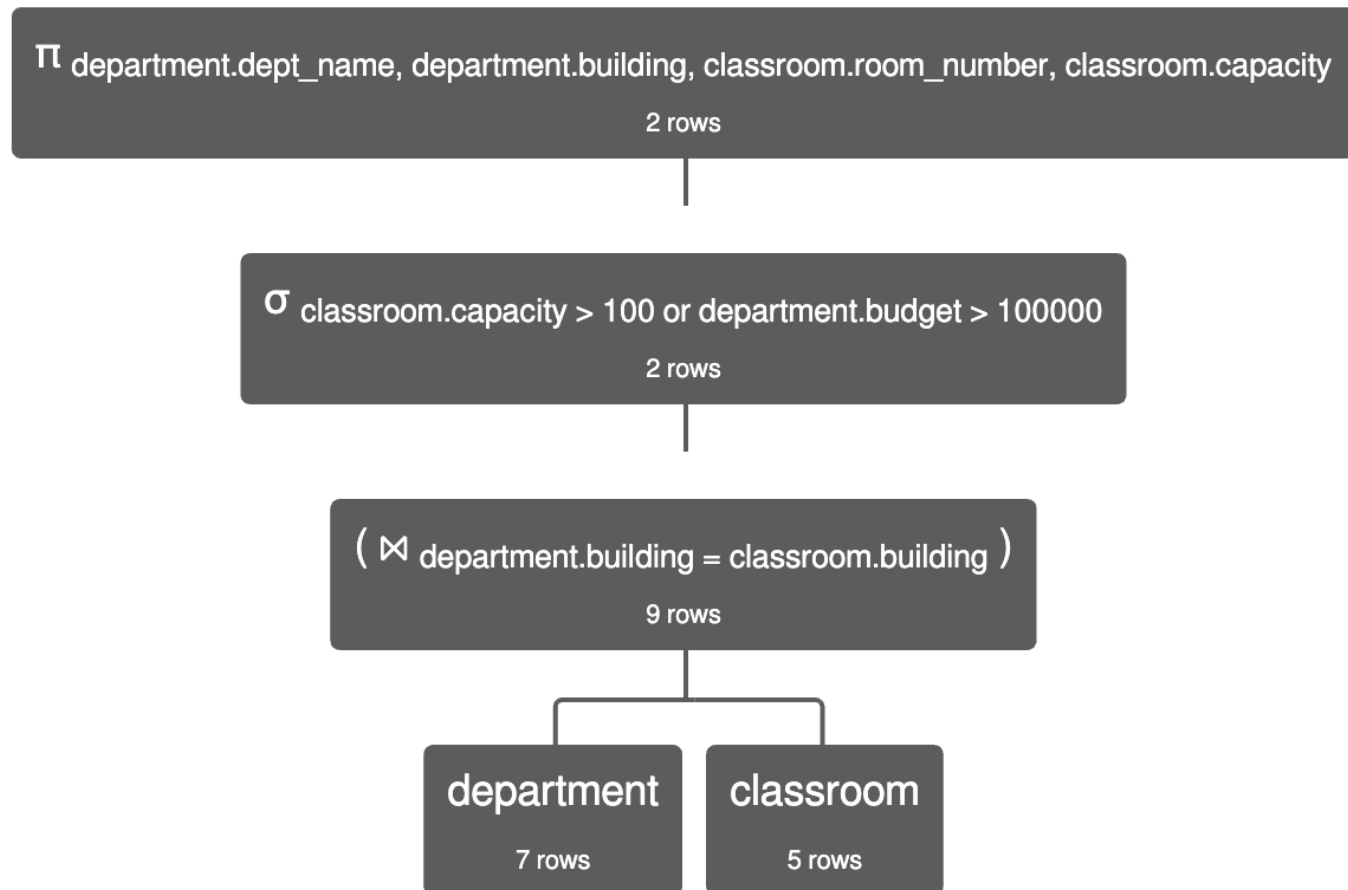 π department.dept_name, department.building, classroom.room_number, classroom.capacity
2 rows
σ classroom.capacity > 100 or department.budget > 100000
2 rows
( ⋈ department.building = classroom.building )
9 rows
department
7 rows
classroom
5 rows